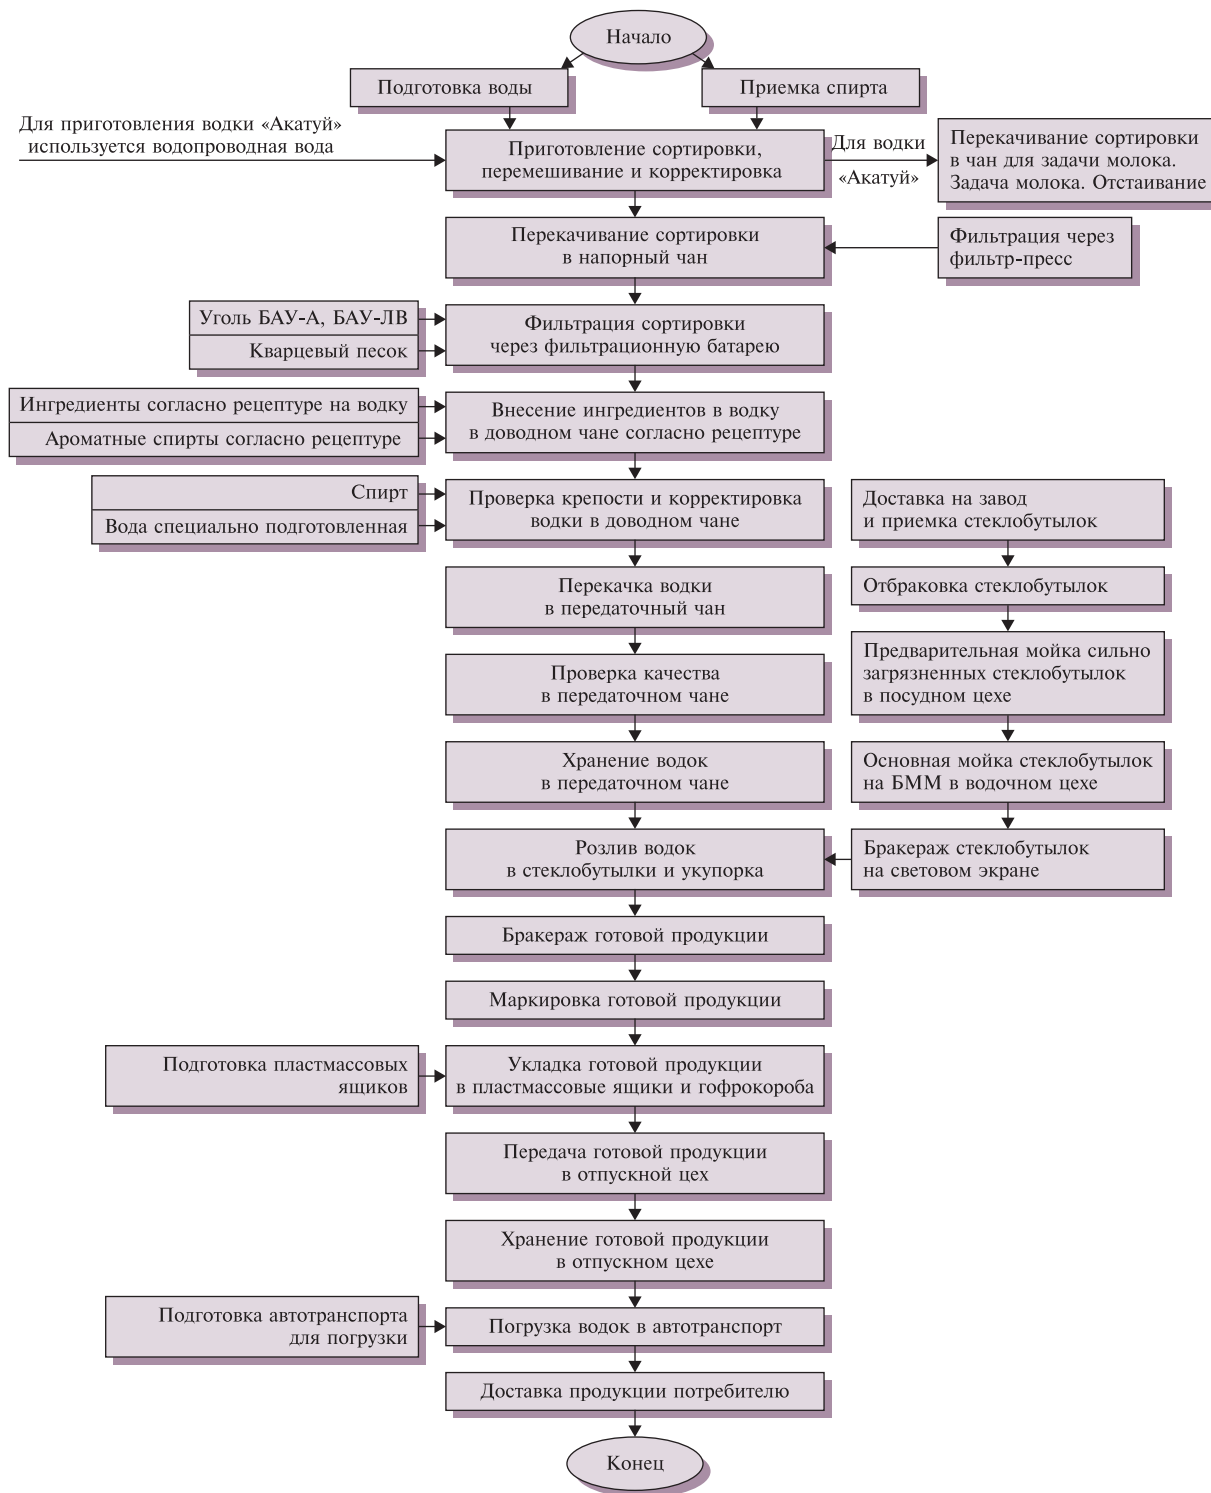 Начало
Подготовка воды
Приемка спирта
Для приготовления водки «Акатуй»
используется водопроводная вода
Приготовление сортировки,
перемешивание и корректировка
Для водки
«Акатуй»
Перекачивание сортировки
в чан для задачи молока.
Задача молока. Отстаивание
Перекачивание сортировки
в напорный чан
Фильтрация через
фильтр-пресс
Уголь БАУ-А, БАУ-ЛВ
Кварцевый песок
Фильтрация сортировки
через фильтрационную батарею
Ингредиенты согласно рецептуре на водку
Ароматные спирты согласно рецептуре
Внесение ингредиентов в водку
в доводном чане согласно рецептуре
Спирт
Вода специально подготовленная
Проверка крепости и корректировка
водки в доводном чане
Доставка на завод
и приемка стеклобутылок
Перекачка водки
в передаточный чан
Отбраковка стеклобутылок
Проверка качества
в передаточном чане
Предварительная мойка сильно
загрязненных стеклобутылок
в посудном цехе
Хранение водок
в передаточном чане
Основная мойка стеклобутылок
на БММ в водочном цехе
Розлив водок
в стеклобутылки и укупорка
Бракераж стеклобутылок
на световом экране
Бракераж готовой продукции
Маркировка готовой продукции
Подготовка пластмассовых
ящиков
Укладка готовой продукции
в пластмассовые ящики и гофрокороба
Передача готовой продукции
в отпускной цех
Хранение готовой продукции
в отпускном цехе
Подготовка автотранспорта
для погрузки
Погрузка водок в автотранспорт
Доставка продукции потребителю
Конец